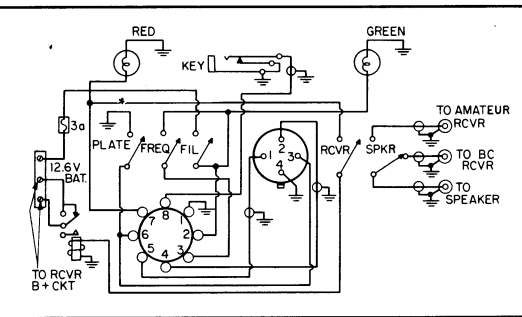 RED
GREEN
KEY
3a
PLATE
FREQ
FIL
RCVR
SPKR
TO AMATEUR
RCVR
TO BC
RCVR
TO
SPEAKER
12.6V
BAT.
1
2
3
4
1
2
3
4
5
6
7
8
TO RCVR
B+ CKT